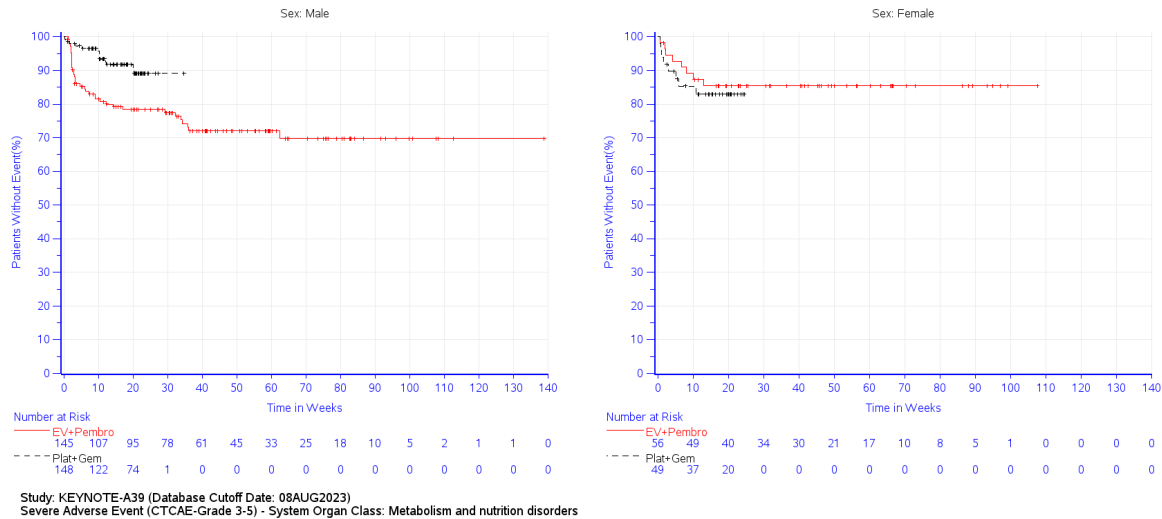 Sex: Male
Patients Without Event(%)
100
90
80
70
60
50
40
30
20
10
0
0 10 20 30 40 50 60 70 80 90 100 110 120 130 140
Time in Weeks
Number at Risk
EV+Pembro
145 107 95 78 61 45 33 25 18 10 5 2 1 1 0
Plat+Gem
148 122 74 1 0 0 0 0 0 0 0 0 0 0 0
Sex: Female
Patients Without Event(%)
100
90
80
70
60
50
40
30
20
10
0
0 10 20 30 40 50 60 70 80 90 100 110 120 130 140
Time in Weeks
Number at Risk
EV+Pembro
56 49 40 34 30 21 17 10 8 5 1 0 0 0 0
Plat+Gem
49 37 20 0 0 0 0 0 0 0 0 0 0 0 0
Study: KEYNOTE-A39 (Database Cutoff Date: 08AUG2023)
Severe Adverse Event (CTCAE-Grade 3-5) - System Organ Class: Metabolism and nutrition disorders